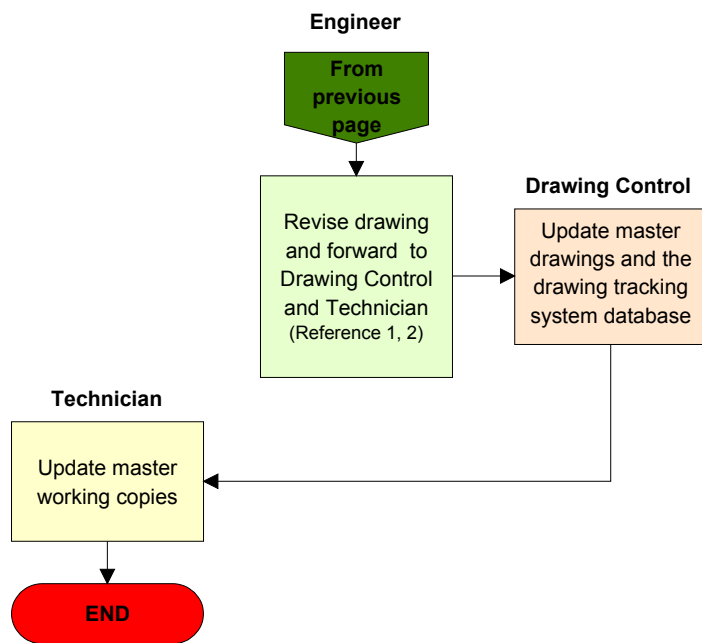 Engineer
From
previous
page
Revise drawing
and forward to
Drawing Control
and Technician
(Reference 1, 2)
Drawing Control
Update master
drawings and the
drawing tracking
system database
Technician
Update master
working copies
END